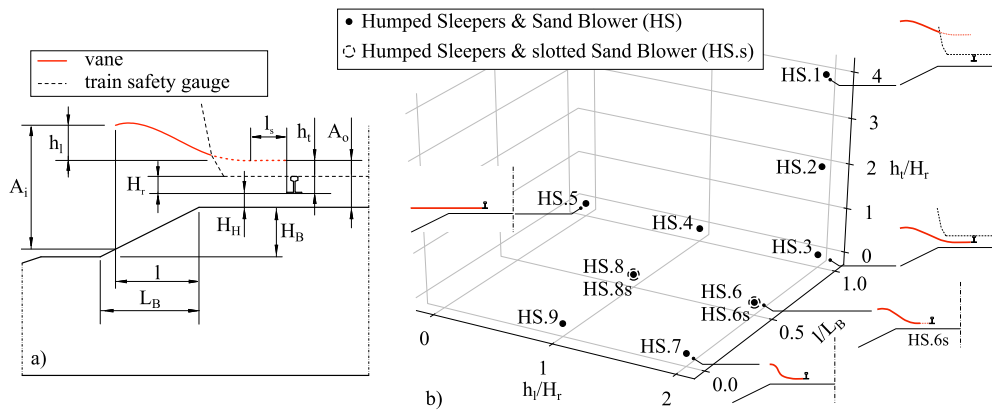 a)
vane
train safety gauge
h_l
A_i
l_s
h_t
A_o
H_r
H_H
H_B
l
L_B
Humped Sleepers & Sand Blower (HS)
Humped Sleepers & slotted Sand Blower (HS.s)
HS.1
HS.2
HS.3
HS.4
HS.5
HS.6
HS.6s
HS.7
HS.8
HS.8s
HS.9
4
3
2
1
0
h_t/H_r
1.0
0.5
0.0
l/L_B
0
1
2
h_l/H_r
HS.6s
b)